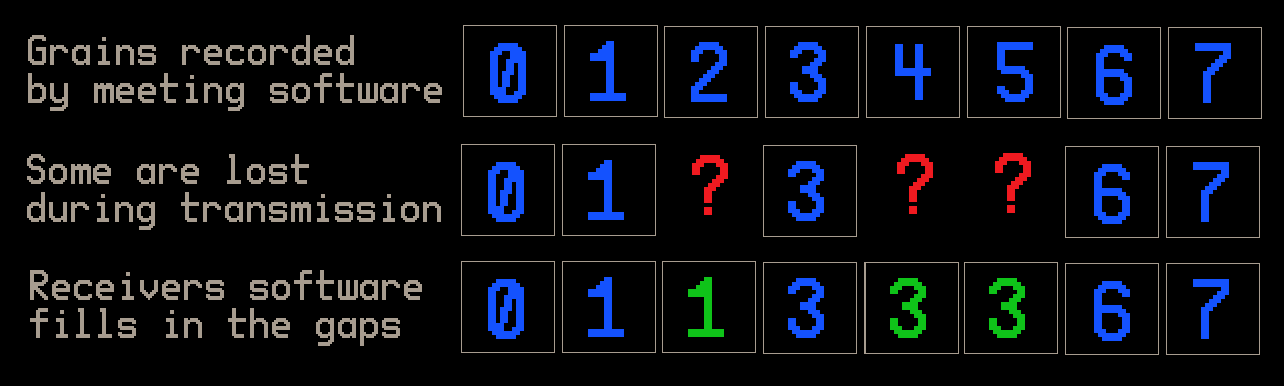 Grains recorded
by meeting software
0 1 2 3 4 5 6 7
Some are lost
during transmission
0 1 ? 3 ? ? 6 7
Receivers software
fills in the gaps
0 1 1 3 3 3 6 7